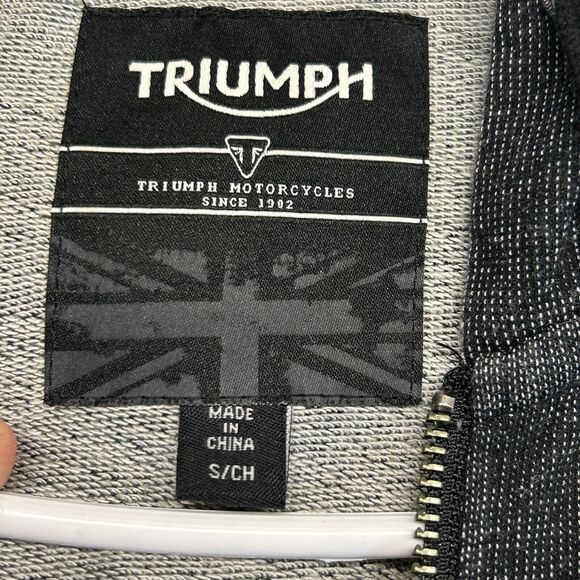 TRIUMPH
TRIUMPH MOTORCYCLES
SINCE 1902
MADE
IN
CHINA
S/CH